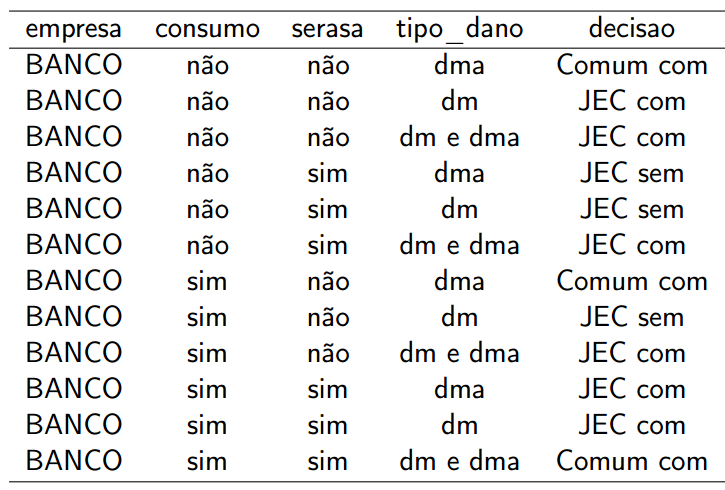 empresa consumo serasa tipo_dano decisao
BANCO não não dma Comum com
BANCO não não dm JEC com
BANCO não não dm e dma JEC com
BANCO não sim dma JEC sem
BANCO não sim dm JEC sem
BANCO não sim dm e dma JEC com
BANCO sim não dma Comum com
BANCO sim não dm JEC sem
BANCO sim não dm e dma JEC com
BANCO sim sim dma JEC com
BANCO sim sim dm JEC com
BANCO sim sim dm e dma Comum com